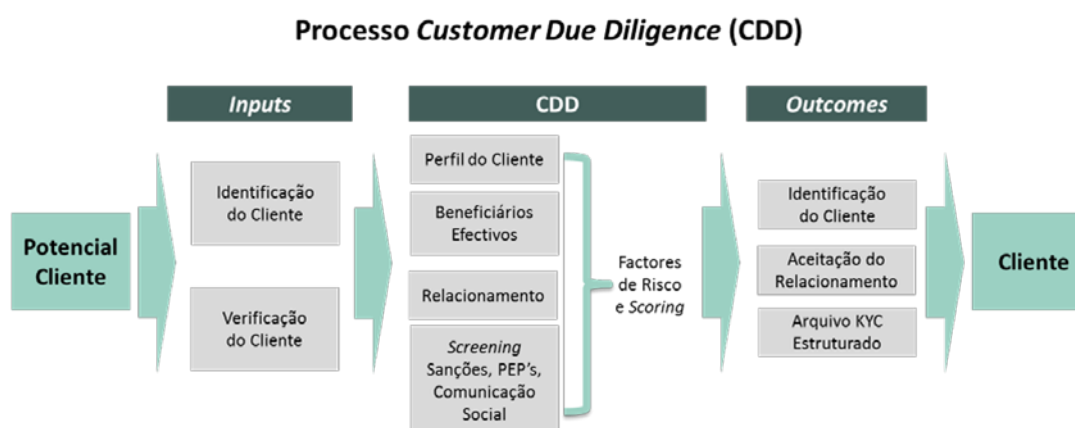 Processo Customer Due Diligence (CDD)
Inputs
CDD
Outcomes
Potencial
Cliente
Identificação
do Cliente
Verificação
do Cliente
Perfil do Cliente
Beneficiários
Efectivos
Relacionamento
Screening
Sanções, PEP's,
Comunicação
Social
Factores
de Risco
e Scoring
Identificação
do Cliente
Aceitação do
Relacionamento
Arquivo KYC
Estruturado
Cliente